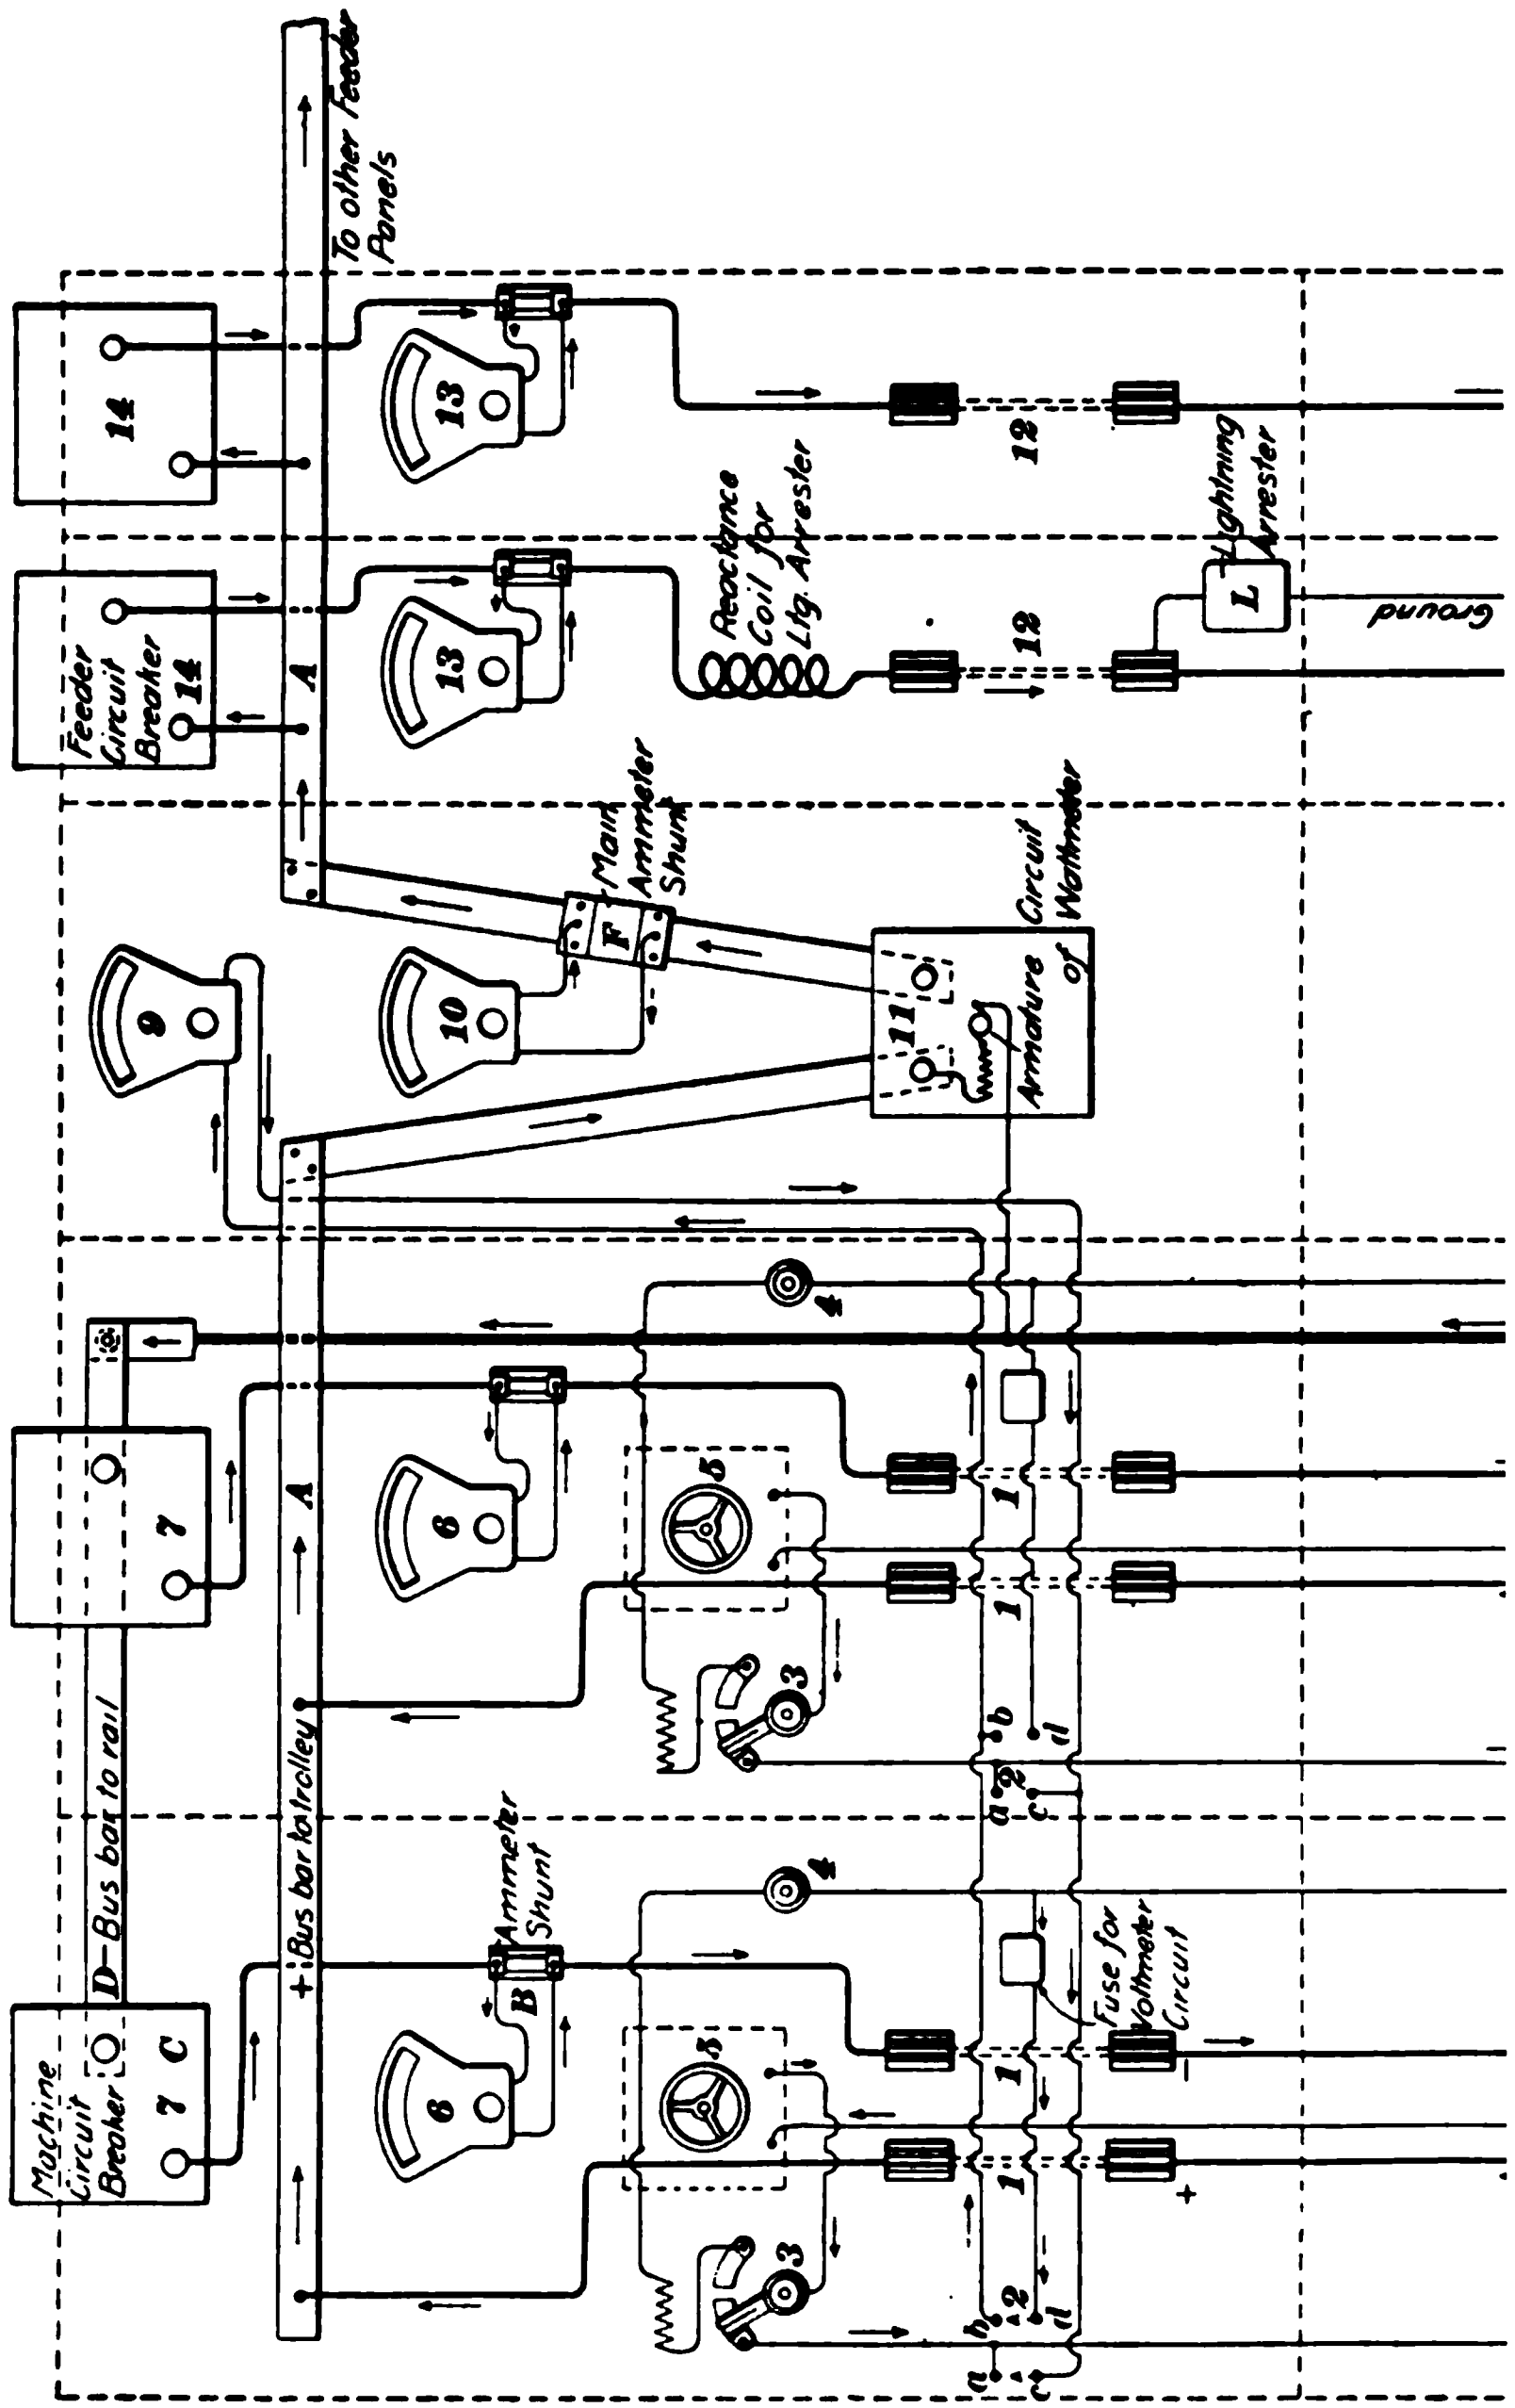 Machine
Circuit
Breaker
7 C
D-Bus bar to rail
7
+Bus bar to trolley
A
Ammeter
Shunt
B
6
6
5
5
3
3
4
4
1
1
1
1
a
b
2
c
d
a
b
2
c
d
Fuse for
Voltmeter
Circuit
+
-
9
10
F
Main
Ammeter
Shunt
11
Armature
of
Circuit
Wattmeter
Feeder
Circuit
Breaker
14
14
A
To other Feeder
Panels
13
13
Reactance
Coil for
Ltg. Arrester
12
12
Lightning
Arrester
L
Ground